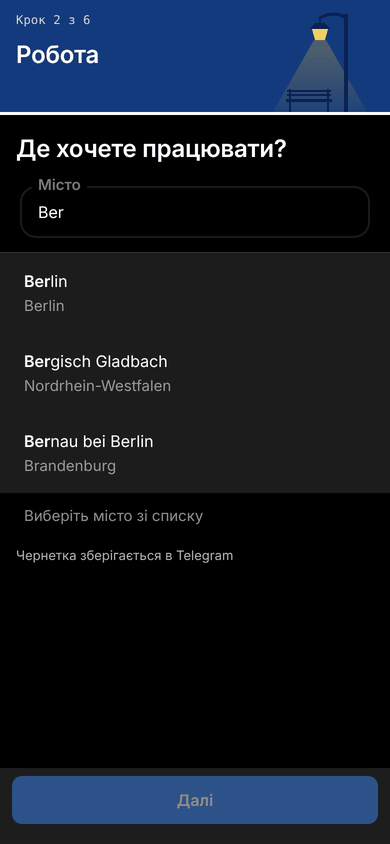 Крок 2 з 6
Робота
Де хочете працювати?
Місто
Ber
Berlin
Berlin
Bergisch Gladbach
Nordrhein-Westfalen
Bernau bei Berlin
Brandenburg
Виберіть місто зі списку
Чернетка зберігається в Telegram
Далі